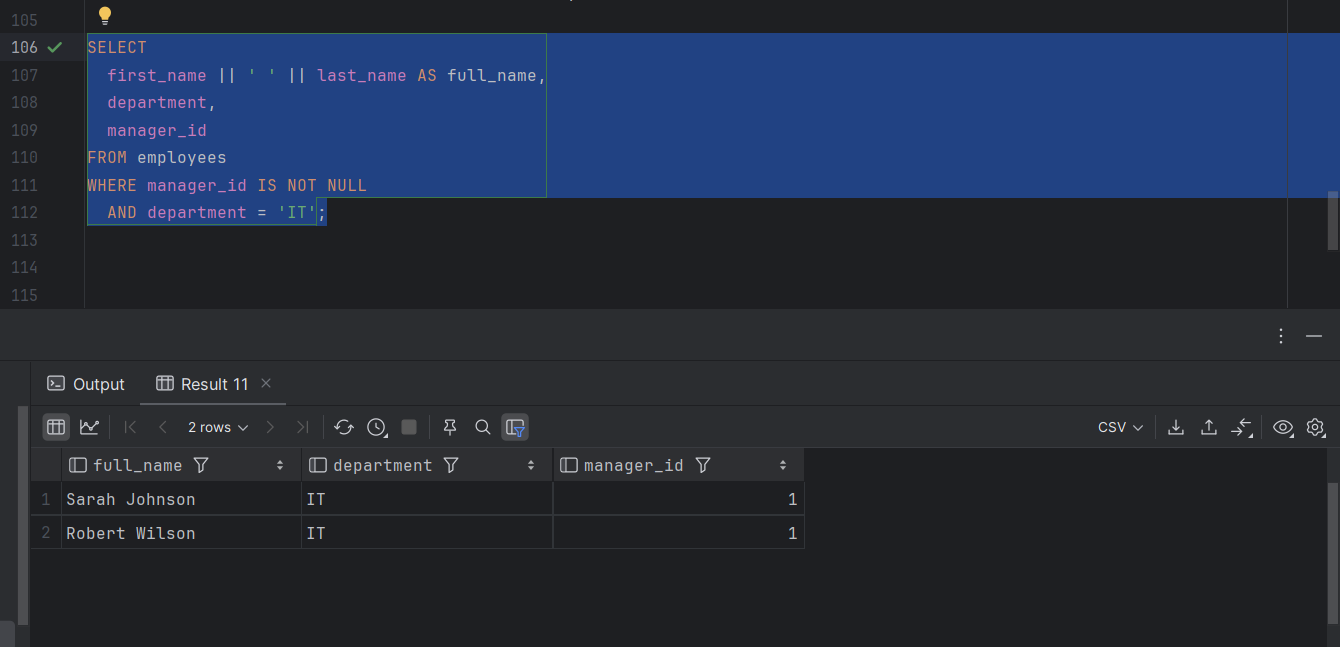 105
106 SELECT
107 first_name || ' ' || last_name AS full_name,
108 department,
109 manager_id
110 FROM employees
111 WHERE manager_id IS NOT NULL
112 AND department = 'IT';
113
114
115
Output Result 11
2 rows CSV
full_name department manager_id
1 Sarah Johnson IT 1
2 Robert Wilson IT 1